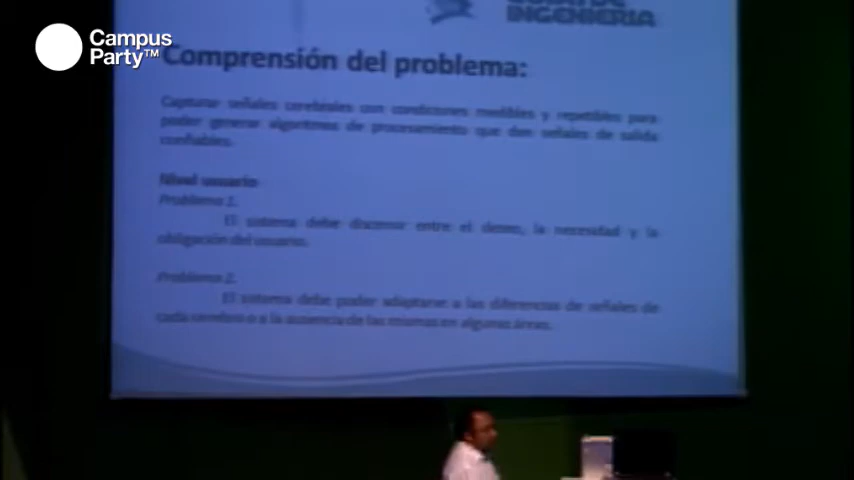 Campus
Party™
INGENIERIA
Comprensión del problema:
Capturar señales cerebrales con condiciones medibles y repetibles para
poder generar algoritmos de procesamiento que den señales de salida
confiables.
Nivel usuario
Problema 1.
El sistema debe discernir entre el deseo, la necesidad y la
obligación del usuario.
Problema 2.
El sistema debe poder adaptarse a las diferencias de señales de
cada cerebro o a la ausencia de las mismas en algunas áreas.